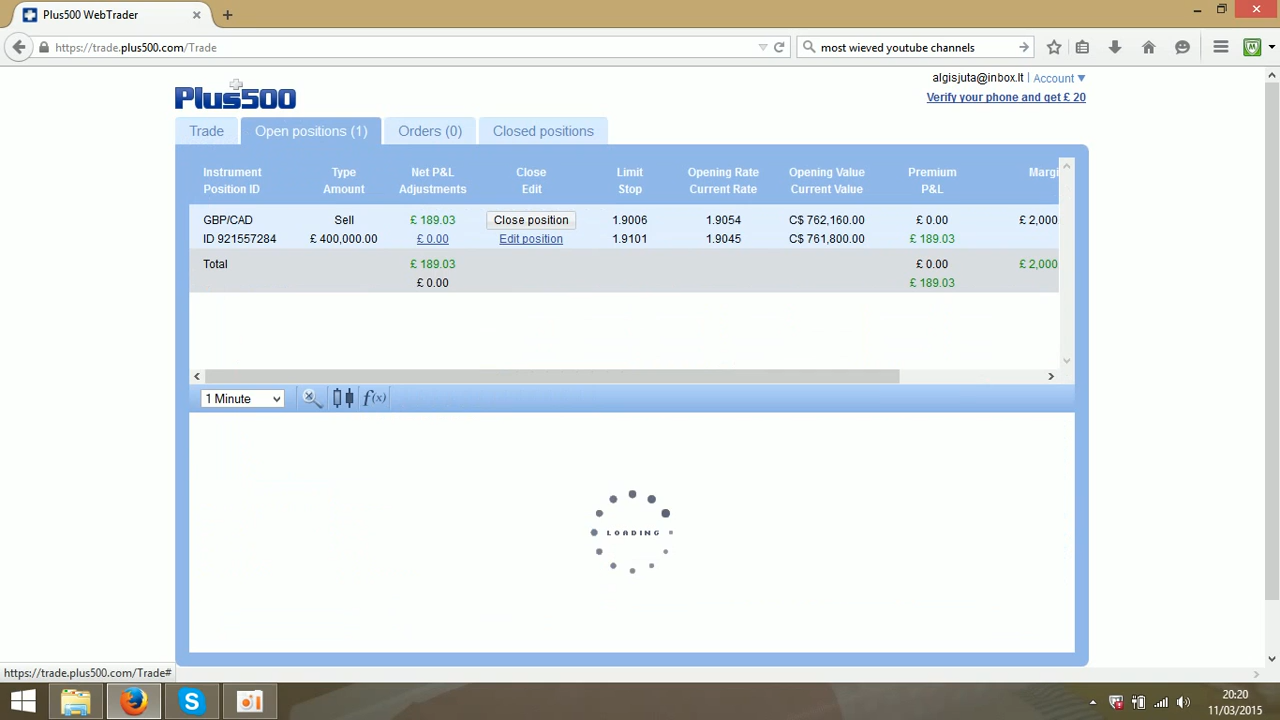 Plus500 WebTrader
https://trade.plus500.com/Trade
most wieved youtube channels
algisjuta@inbox.lt | Account
Plus500
Verify your phone and get £ 20
Trade
Open positions (1)
Orders (0)
Closed positions
Instrument Type Net P&L Close Limit Opening Rate Opening Value Premium Margi
Position ID Amount Adjustments Edit Stop Current Rate Current Value P&L
GBP/CAD Sell £ 189.03 Close position 1.9006 1.9054 C$ 762,160.00 £ 0.00 £ 2,000
ID 921557284 £ 400,000.00 £ 0.00 Edit position 1.9101 1.9045 C$ 761,800.00 £ 189.03
Total £ 189.03 £ 0.00 £ 2,000
£ 0.00 £ 189.03
1 Minute f(x)
LOADING
https://trade.plus500.com/Trade#
20:20
11/03/2015